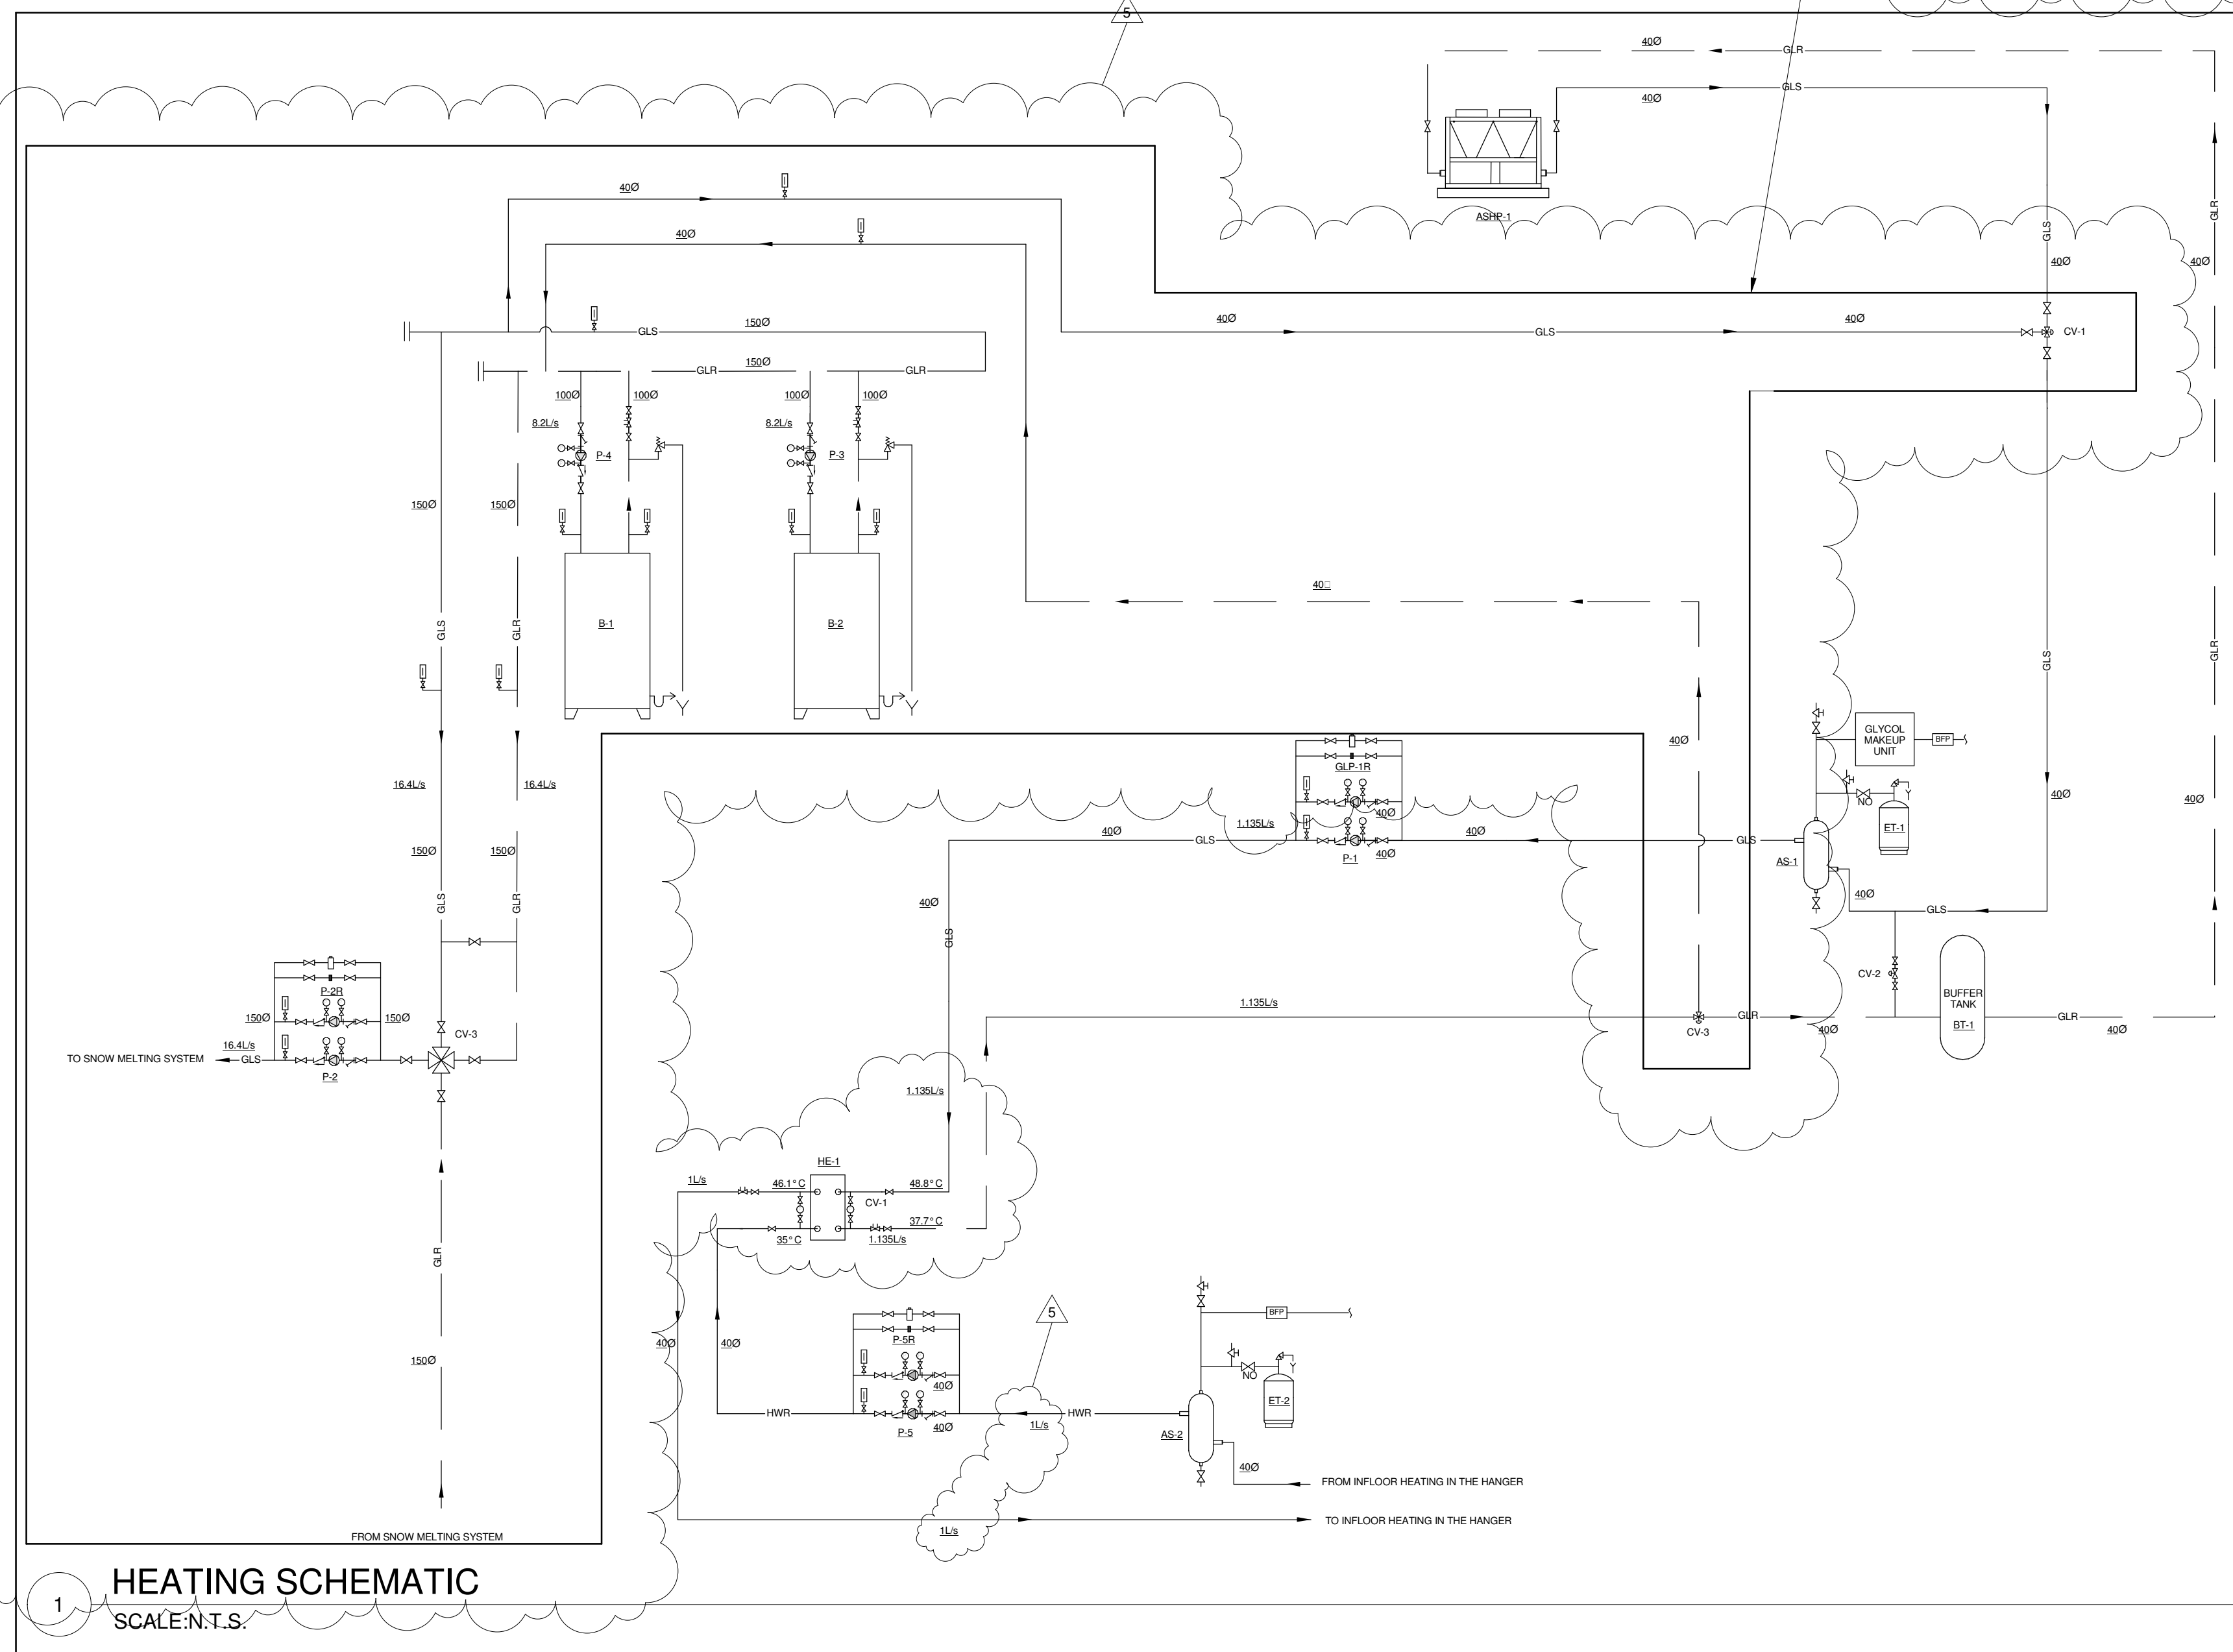 5
40Ø
GLR
GLS
40Ø
ASHP-1
GLR
GLS
40Ø
40Ø
40Ø
40Ø
GLS
150Ø
40Ø
GLS
40Ø
CV-1
GLR
150Ø
GLR
100Ø
100Ø
100Ø
100Ø
8.2L/s
8.2L/s
P-4
P-3
150Ø
150Ø
40□
B-1
B-2
GLS
GLR
GLS
GLR
GLYCOL
MAKEUP
UNIT
BFP
40Ø
GLP-1R
NO
40Ø
40Ø
16.4L/s
16.4L/s
40Ø
1.135L/s
40Ø
40Ø
ET-1
GLS
GLS
150Ø
150Ø
P-1
40Ø
AS-1
GLS
GLR
40Ø
40Ø
GLS
GLS
CV-2
P-2R
BUFFER
TANK
BT-1
1.135L/s
150Ø
150Ø
CV-3
GLR
GLR
CV-3
40Ø
40Ø
16.4L/s
TO SNOW MELTING SYSTEM
GLS
P-2
1.135L/s
HE-1
1L/s
46.1°C
48.8°C
CV-1
37.7°C
35°C
1.135L/s
GLR
5
BFP
P-5R
40Ø
40Ø
150Ø
NO
40Ø
ET-2
HWR
HWR
40Ø
1L/s
P-5
AS-2
40Ø
FROM INFLOOR HEATING IN THE HANGER
TO INFLOOR HEATING IN THE HANGER
1L/s
FROM SNOW MELTING SYSTEM
1
HEATING SCHEMATIC
SCALE:N.T.S.